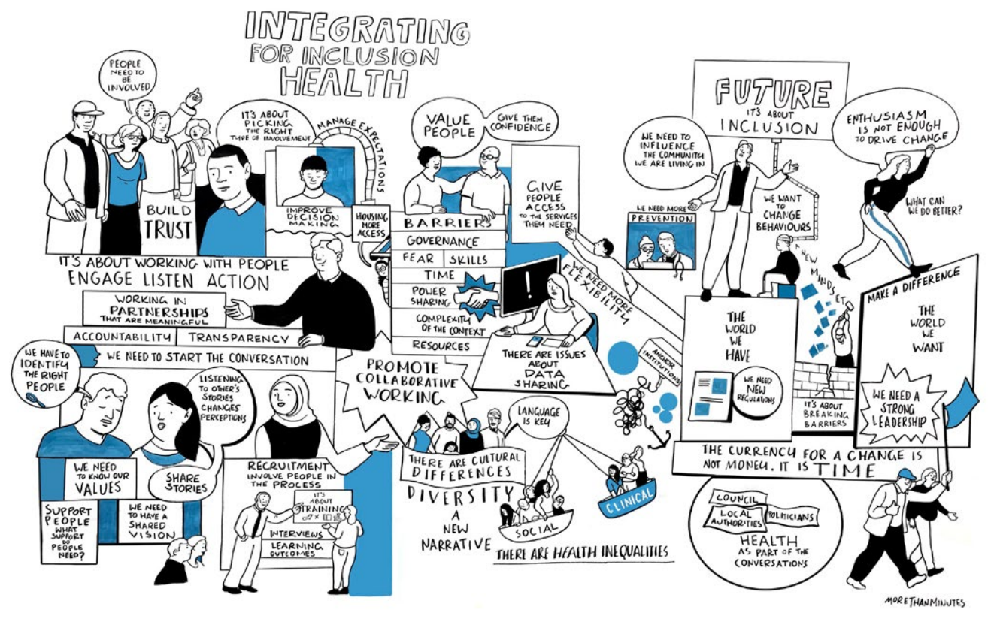 INTEGRATING
FOR INCLUSION
HEALTH
PEOPLE
NEED TO
BE
INVOLVED
IT'S ABOUT
PICKING
THE RIGHT
TYPE OF INVOLVEMENT
MANAGE EXPECTATIONS
BUILD
TRUST
IMPROVE
DECISION
MAKING
HOUSING
MORE
ACCESS
IT'S ABOUT WORKING WITH PEOPLE
ENGAGE LISTEN ACTION
WORKING IN
PARTNERSHIPS
THAT ARE MEANINGFUL
ACCOUNTABILITY
TRANSPARENCY
WE NEED TO START THE CONVERSATION
WE HAVE TO
IDENTIFY
THE RIGHT
PEOPLE
LISTENING
TO OTHER'S
STORIES
CHANGES
PERCEPTIONS
WE NEED
TO KNOW OUR
VALUES
SHARE
STORIES
SUPPORT
PEOPLE
WHAT
SUPPORT
DO
PEOPLE
NEED?
WE NEED
TO HAVE A
SHARED
VISION
RECRUITMENT
INVOLVE PEOPLE IN
THE PROCESS
IT'S
ABOUT
TRAINING
INTERVIEWS
LEARNING
OUTCOMES
VALUE
PEOPLE
GIVE THEM
CONFIDENCE
BARRIERS
GOVERNANCE
FEAR
SKILLS
TIME
POWER
SHARING
COMPLEXITY
OF THE CONTEXT
RESOURCES
GIVE
PEOPLE
ACCESS
TO THE SERVICES
THEY NEED
!
WE NEED MORE
FLEXIBILITY
THERE ARE ISSUES
ABOUT
DATA
SHARING
PROMOTE
COLLABORATIVE
WORKING
LANGUAGE
IS KEY
THERE ARE CULTURAL
DIFFERENCES
DIVERSITY
A
NEW
NARRATIVE
SOCIAL
CLINICAL
THERE ARE HEALTH INEQUALITIES
ANCHOR
INSTITUTIONS
FUTURE
IT'S ABOUT
INCLUSION
WE NEED TO
INFLUENCE
THE COMMUNITY
WE ARE LIVING IN
WE NEED MORE
PREVENTION
WE WANT
TO
CHANGE
BEHAVIOURS
ENTHUSIASM
IS NOT ENOUGH
TO DRIVE CHANGE
WHAT CAN
WE DO BETTER?
A NEW MINDSET
THE
WORLD
WE
HAVE
WE NEED
NEW
REGULATIONS
IT'S ABOUT
BREAKING
BARRIERS
MAKE A DIFFERENCE
THE
WORLD
WE
WANT
WE NEED A
STRONG
LEADERSHIP
THE CURRENCY FOR A CHANGE IS
NOT MONEY. IT IS TIME
COUNCIL
LOCAL
AUTHORITIES
POLITICIANS
HEALTH
AS PART OF THE
CONVERSATIONS
MORETHANMINUTES